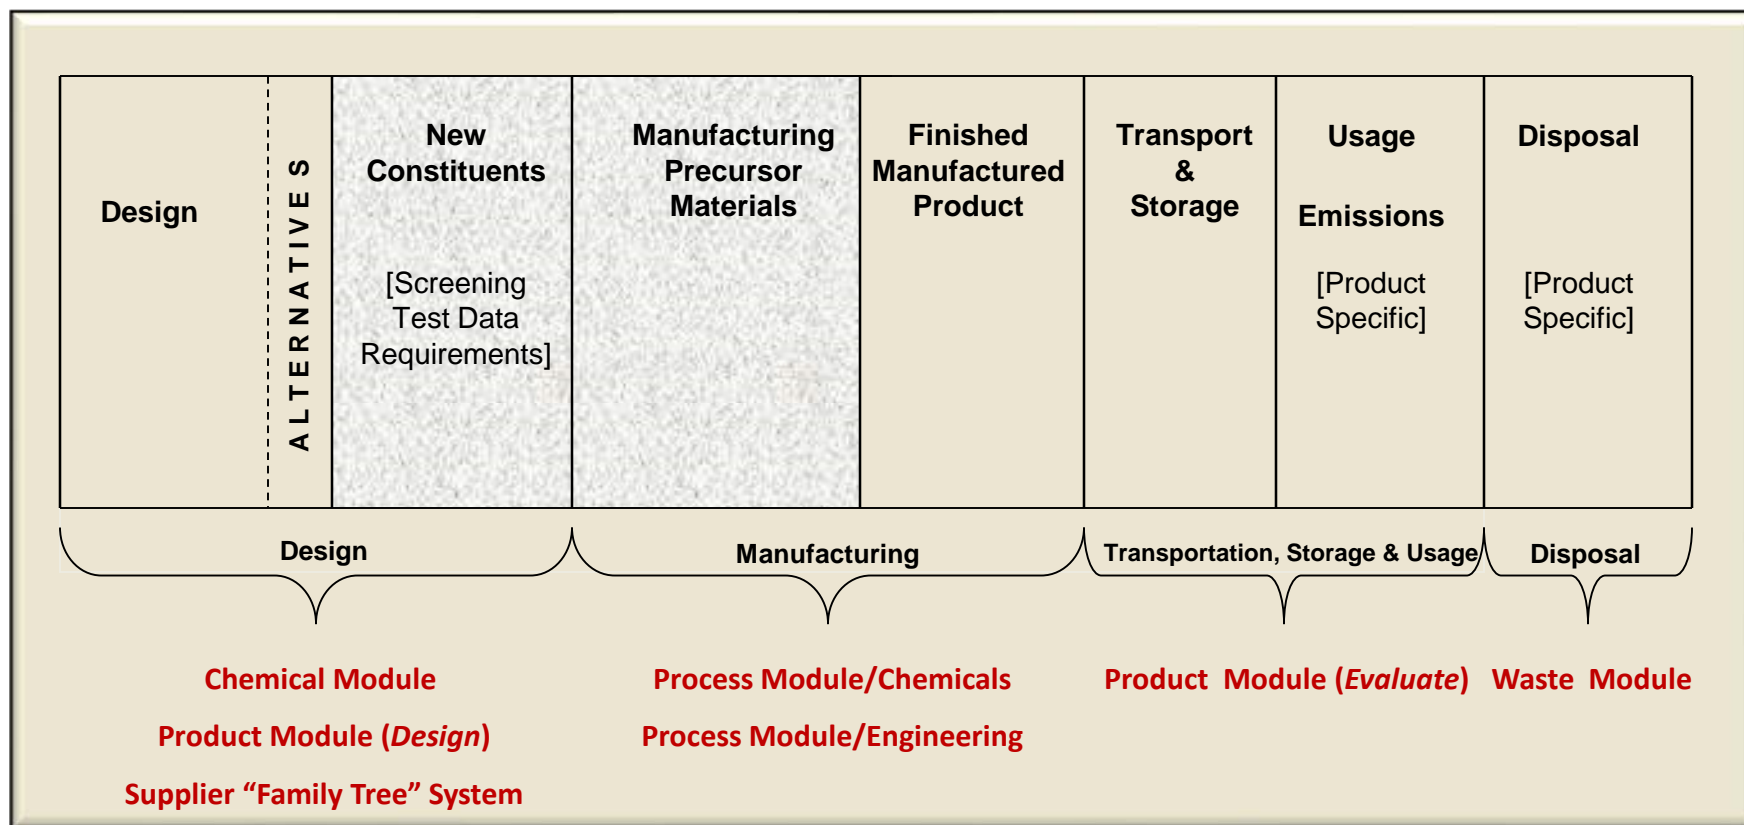 Design
ALTERNATIVES
New
Constituents
[Screening
Test Data
Requirements]
Manufacturing
Precursor
Materials
Finished
Manufactured
Product
Transport
&
Storage
Usage
Emissions
[Product
Specific]
Disposal
[Product
Specific]
Design
Manufacturing
Transportation, Storage & Usage
Disposal
Chemical Module
Product Module (Design)
Supplier “Family Tree” System
Process Module/Chemicals
Process Module/Engineering
Product Module (Evaluate)
Waste Module